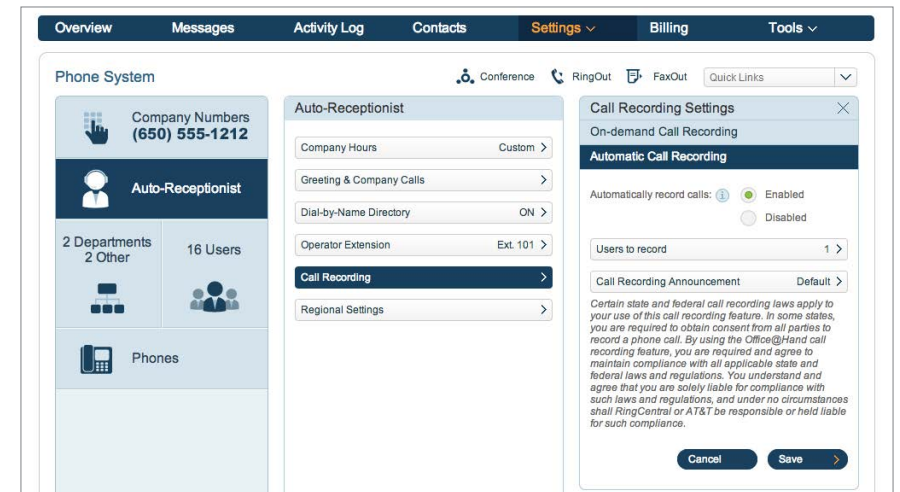 Overview Messages Activity Log Contacts Settings Billing Tools
Phone System
Conference RingOut FaxOut Quick Links
Company Numbers
(650) 555-1212
Auto-Receptionist
2 Departments
2 Other
16 Users
Phones
Auto-Receptionist
Company Hours Custom
Greeting & Company Calls
Dial-by-Name Directory ON
Operator Extension Ext. 101
Call Recording
Regional Settings
Call Recording Settings
On-demand Call Recording
Automatic Call Recording
Automatically record calls: i Enabled
Disabled
Users to record 1
Call Recording Announcement Default
Certain state and federal call recording laws apply to
your use of this call recording feature. In some states,
you are required to obtain consent from all parties to
record a phone call. By using the Office@Hand call
recording feature, you are required and agree to
maintain compliance with all applicable state and
federal laws and regulations. You understand and
agree that you are solely liable for compliance with
such laws and regulations, and under no circumstances
shall RingCentral or AT&T be responsible or held liable
for such compliance.
Cancel Save